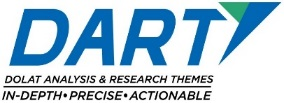 DART
DOLAT ANALYSIS & RESEARCH THEMES
IN-DEPTH•PRECISE•ACTIONABLE